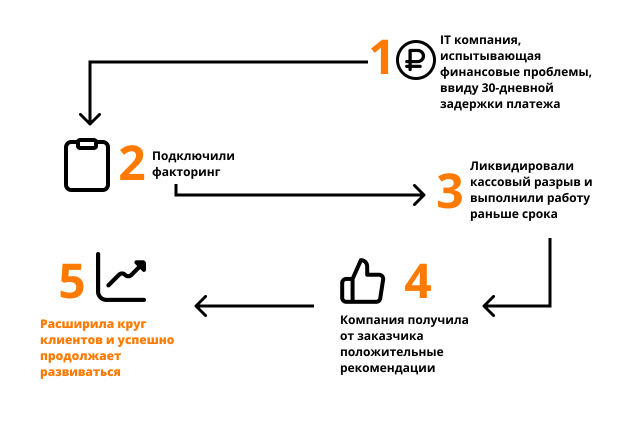 1
IT компания,
испытывающая
финансовые проблемы,
ввиду 30-дневной
задержки платежа
2
Подключили
факторинг
3
Ликвидировали
кассовый разрыв и
выполнили работу
раньше срока
4
Компания получила
от заказчика
положительные
рекомендации
5
Расширила круг
клиентов и успешно
продолжает
развиваться